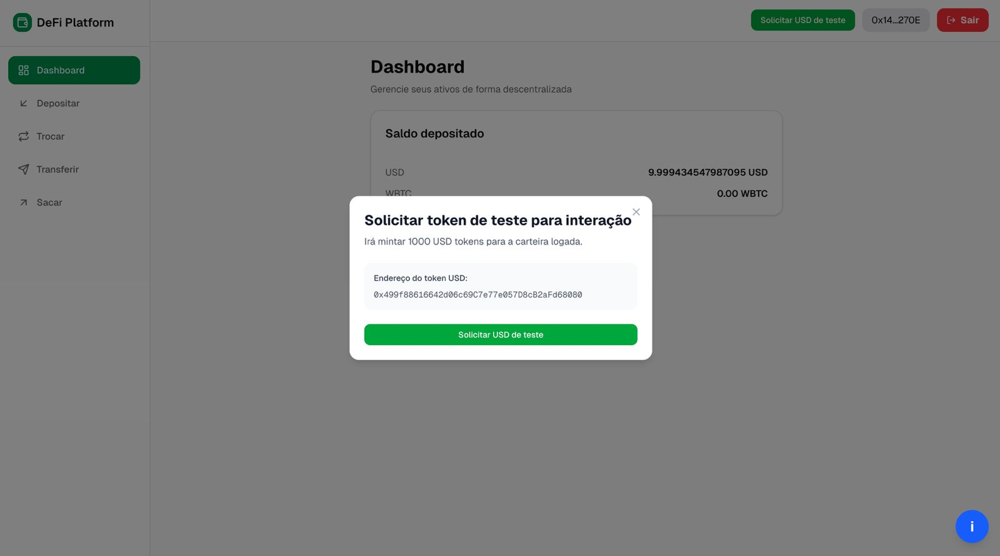 DeFi Platform
Solicitar USD de teste
0x14...270E
Sair
Dashboard
Depositar
Trocar
Transferir
Sacar
Dashboard
Gerencie seus ativos de forma descentralizada
Saldo depositado
USD 9.999434547987095 USD
WBTC 0.00 WBTC
Solicitar token de teste para interação
Irá mintar 1000 USD tokens para a carteira logada.
Endereço do token USD:
0x499f88616642d06c69C7e77e057D8cB2aFd68080
Solicitar USD de teste
i